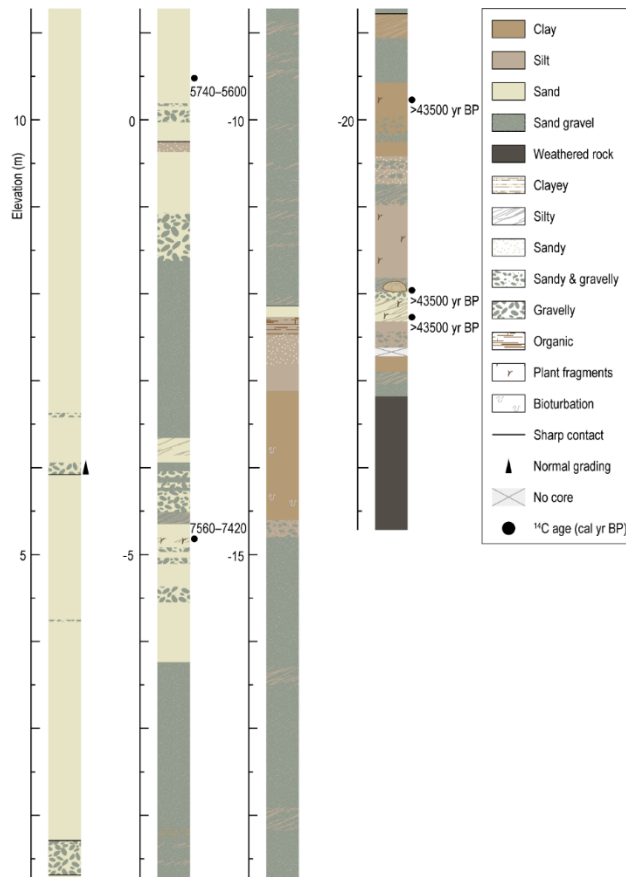 Elevation (m)
10
5
0
-5
5740–5600
7560–7420
-10
-15
-20
>43500 yr BP
>43500 yr BP
>43500 yr BP
Clay
Silt
Sand
Sand gravel
Weathered rock
Clayey
Silty
Sandy
Sandy & gravelly
Gravelly
Organic
Plant fragments
Bioturbation
Sharp contact
Normal grading
No core
¹⁴C age (cal yr BP)